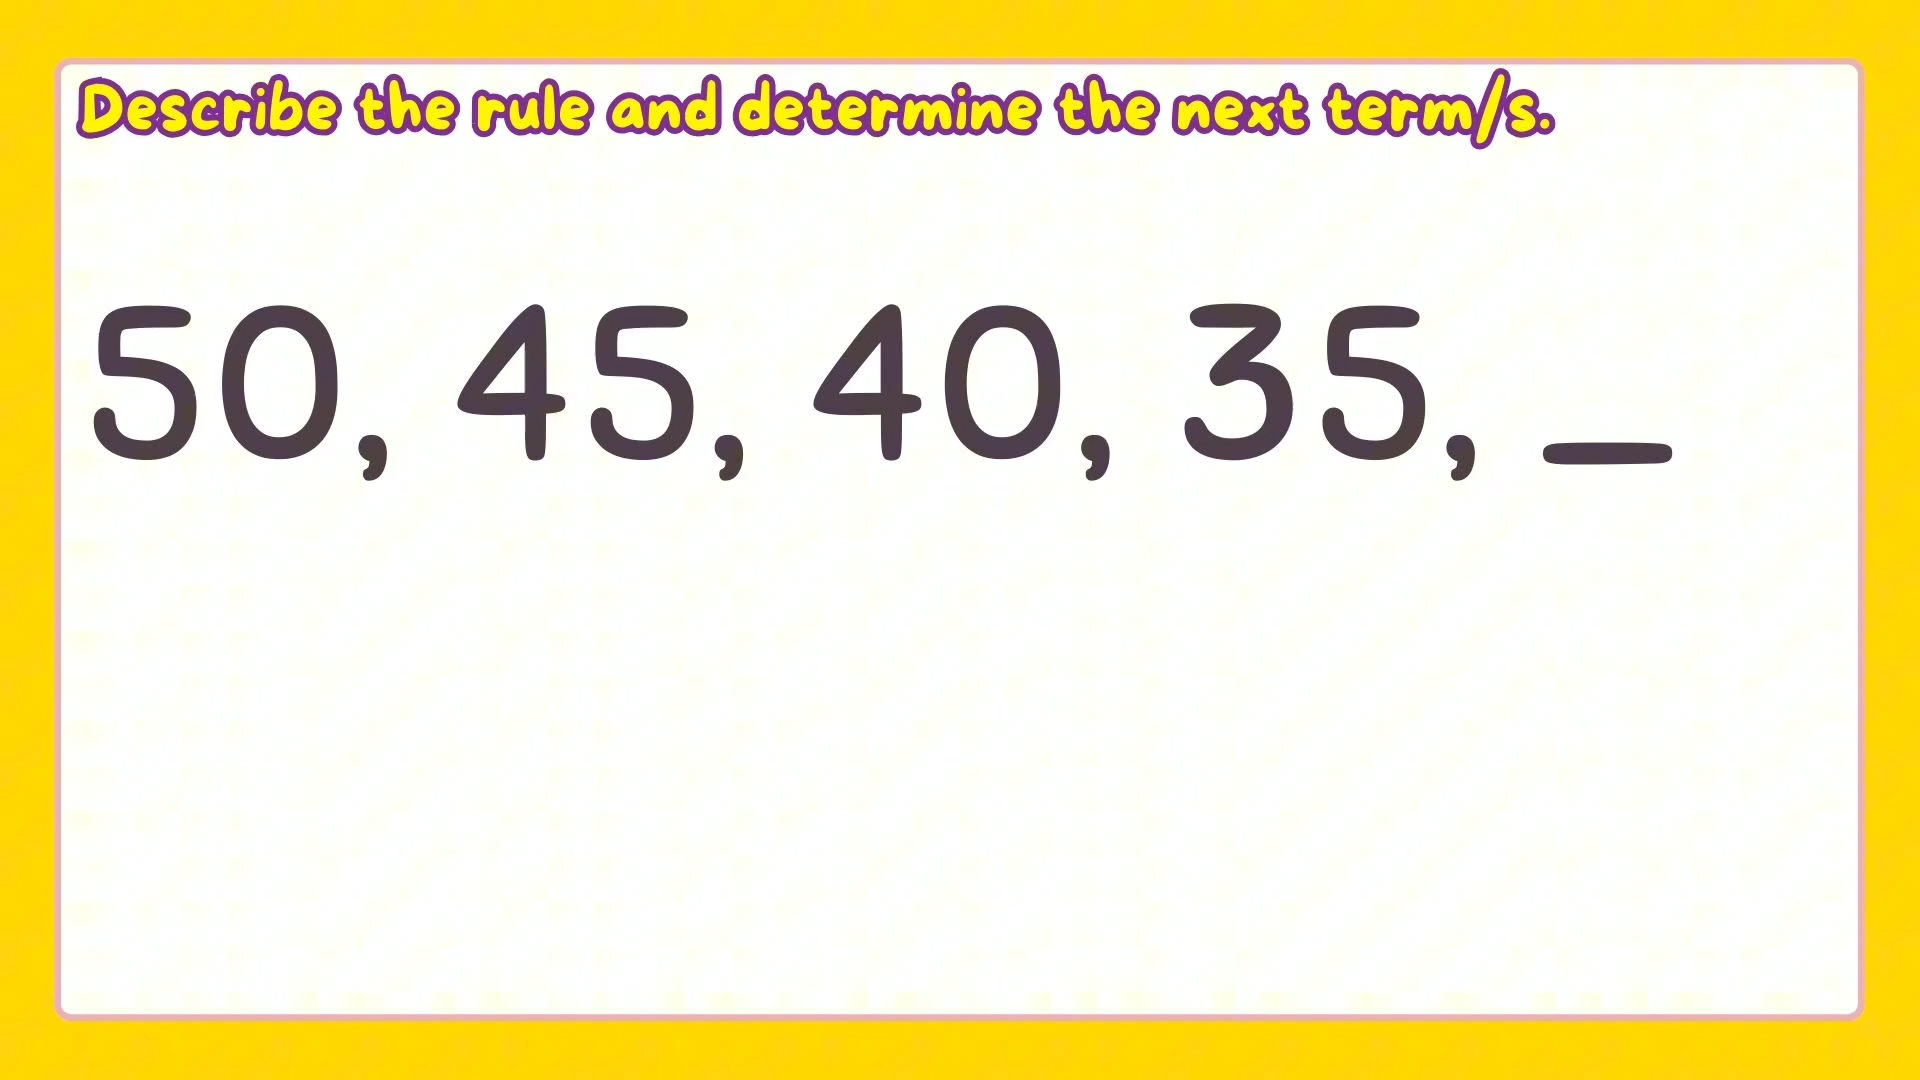 Describe the rule and determine the next term/s.
50, 45, 40, 35, _